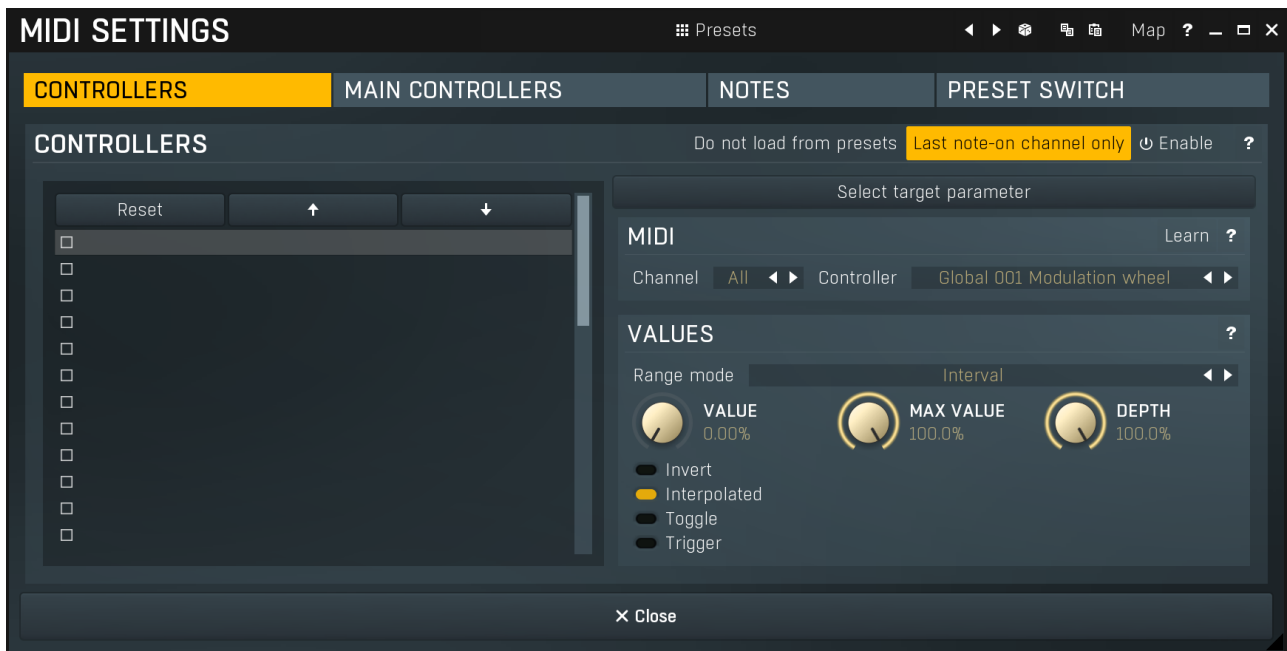 MIDI SETTINGS Presets Map ?
CONTROLLERS MAIN CONTROLLERS NOTES PRESET SWITCH
CONTROLLERS Do not load from presets Last note-on channel only Enable ?
Select target parameter
Reset
MIDI Learn ?
Channel All Controller Global 001 Modulation wheel
VALUES ?
Range mode Interval
VALUE MAX VALUE DEPTH
0.00% 100.0% 100.0%
Invert
Interpolated
Toggle
Trigger
Close